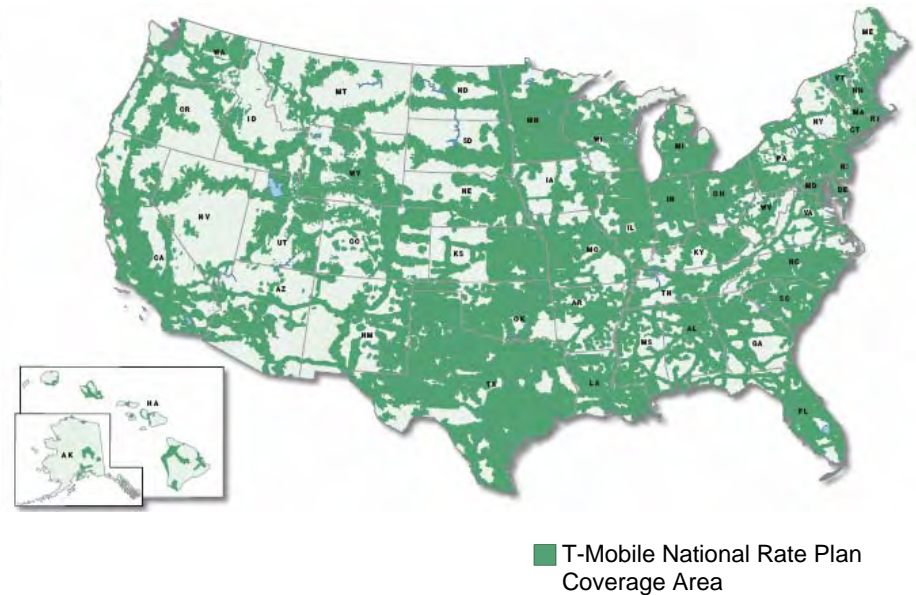 ME
WA
VT
MT
ND
NH
OR
MN
MA
ID
NY
RI
WI
CT
SD
MI
WY
PA
IA
NJ
NE
OH
MD
IN
DE
NV
WV
IL
UT
VA
CO
CA
KS
MO
KY
NC
AZ
TN
OK
AR
SC
NM
AL
MS
GA
TX
LA
HA
FL
AK
T-Mobile National Rate Plan
Coverage Area